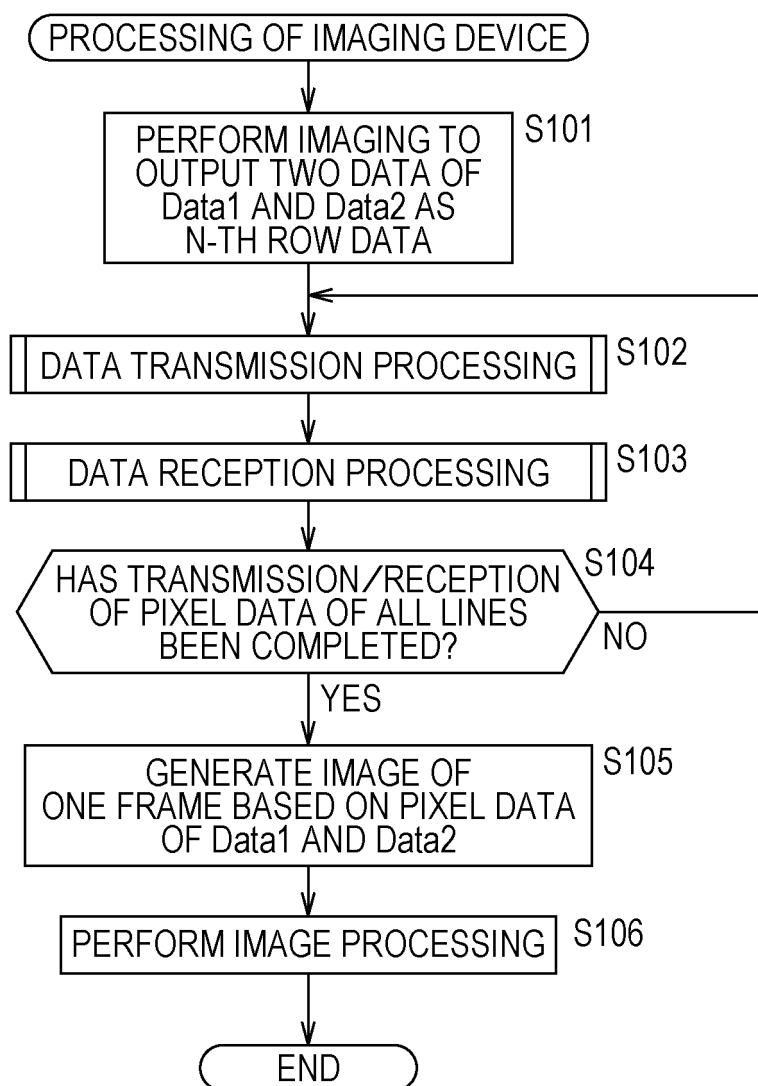 PROCESSING OF IMAGING DEVICE
S101
PERFORM IMAGING TO
OUTPUT TWO DATA OF
Data1 AND Data2 AS
N-TH ROW DATA
DATA TRANSMISSION PROCESSING
S102
DATA RECEPTION PROCESSING
S103
S104
HAS TRANSMISSION/RECEPTION
OF PIXEL DATA OF ALL LINES
BEEN COMPLETED?
NO
YES
S105
GENERATE IMAGE OF
ONE FRAME BASED ON PIXEL DATA
OF Data1 AND Data2
PERFORM IMAGE PROCESSING
S106
END